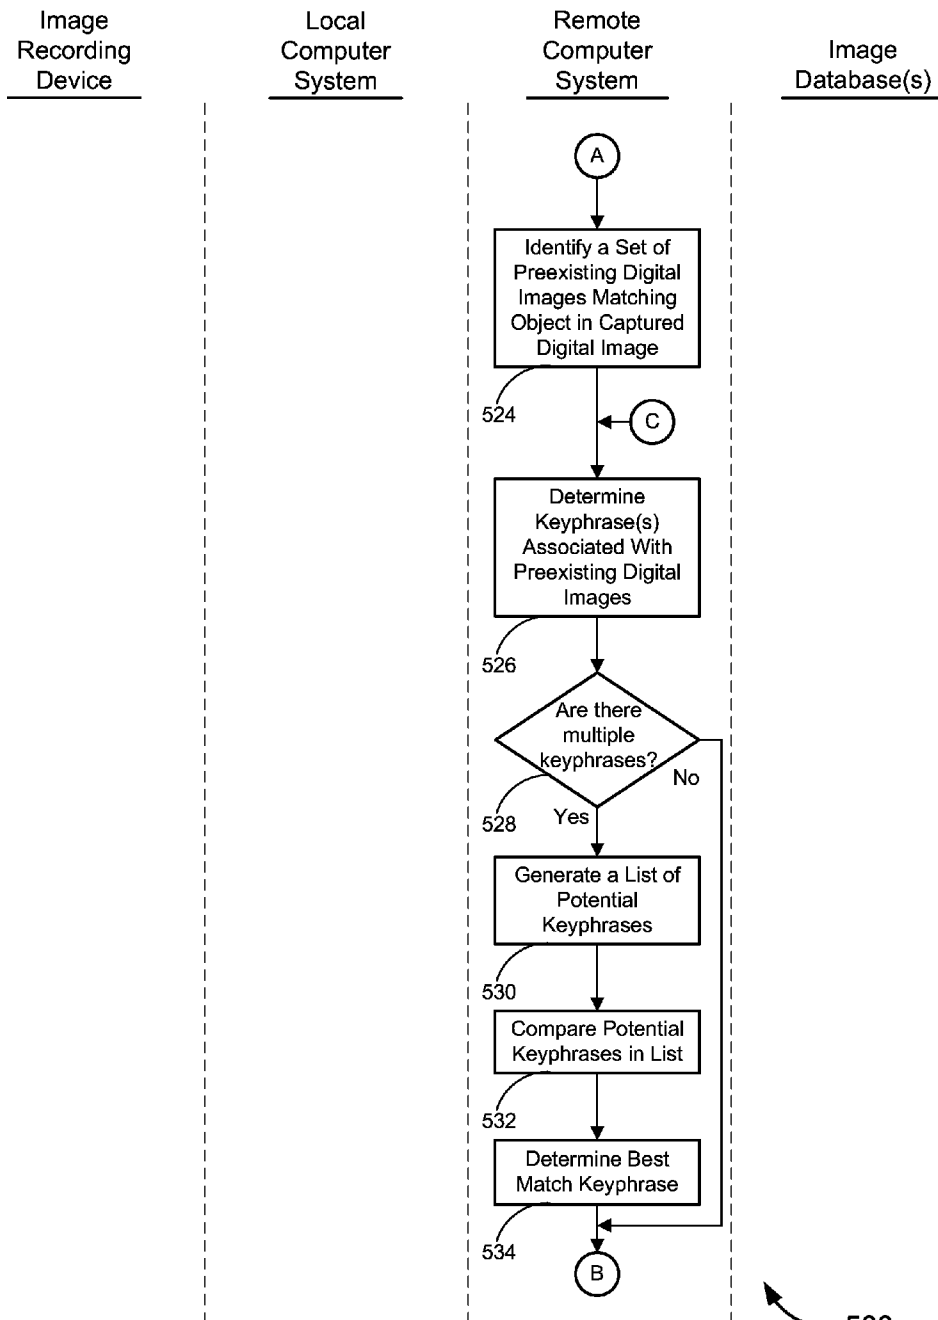 Image
Recording
Device
Local
Computer
System
Remote
Computer
System
Image
Database(s)
A
Identify a Set of
Preexisting Digital
Images Matching
Object in Captured
Digital Image
524
C
Determine
Keyphrase(s)
Associated With
Preexisting Digital
Images
526
Are there
multiple
keyphrases?
No
528
Yes
Generate a List of
Potential
Keyphrases
530
Compare Potential
Keyphrases in List
532
Determine Best
Match Keyphrase
534
B